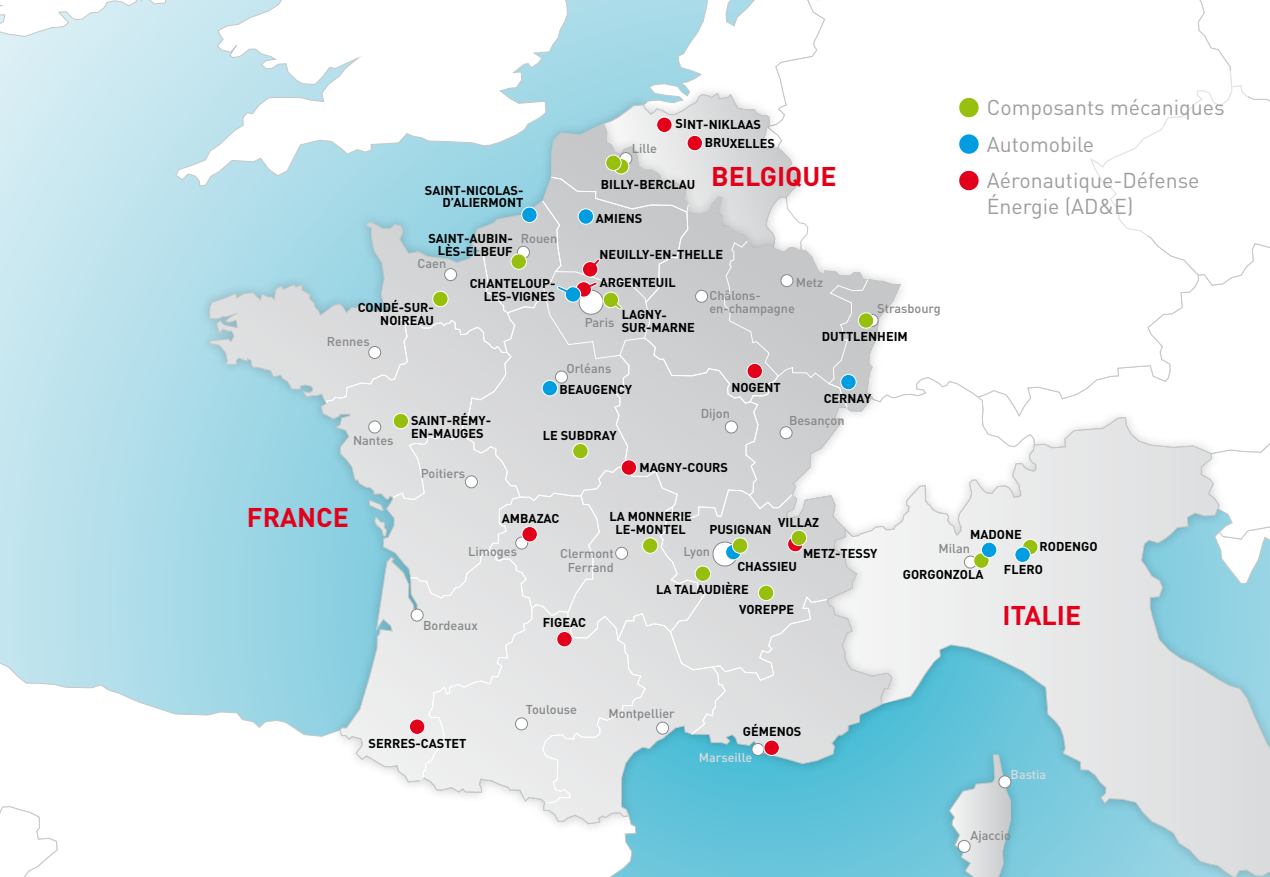 Composants mécaniques
Automobile
Aéronautique-Défense
Énergie (AD&E)
SINT-NIKLAAS
BRUXELLES
BELGIQUE
Lille
BILLY-BERCLAU
SAINT-NICOLAS-
D'ALIERMONT
AMIENS
SAINT-AUBIN-
LÈS-ELBEUF
Rouen
Caen
NEUILLY-EN-THELLE
CHANTELOUP-
LES-VIGNES
ARGENTEUIL
CONDÉ-SUR-
NOIREAU
Paris
LAGNY-
SUR-MARNE
Châlons-
en-champagne
Metz
Strasbourg
DUTTLENHEIM
Rennes
Orléans
BEAUGENCY
NOGENT
CERNAY
SAINT-RÉMY-
EN-MAUGES
Nantes
LE SUBDRAY
Dijon
Besançon
Poitiers
MAGNY-COURS
FRANCE
AMBAZAC
Limoges
LA MONNERIE
LE-MONTEL
Clermont
Ferrand
PUSIGNAN
Lyon
CHASSIEU
VILLAZ
METZ-TESSY
LA TALAUDIÈRE
VOREPPE
MADONE
Milan
GORGONZOLA
RODENGO
FLERO
ITALIE
Bordeaux
FIGEAC
SERRES-CASTET
Toulouse
Montpellier
GÉMENOS
Marseille
Bastia
Ajaccio